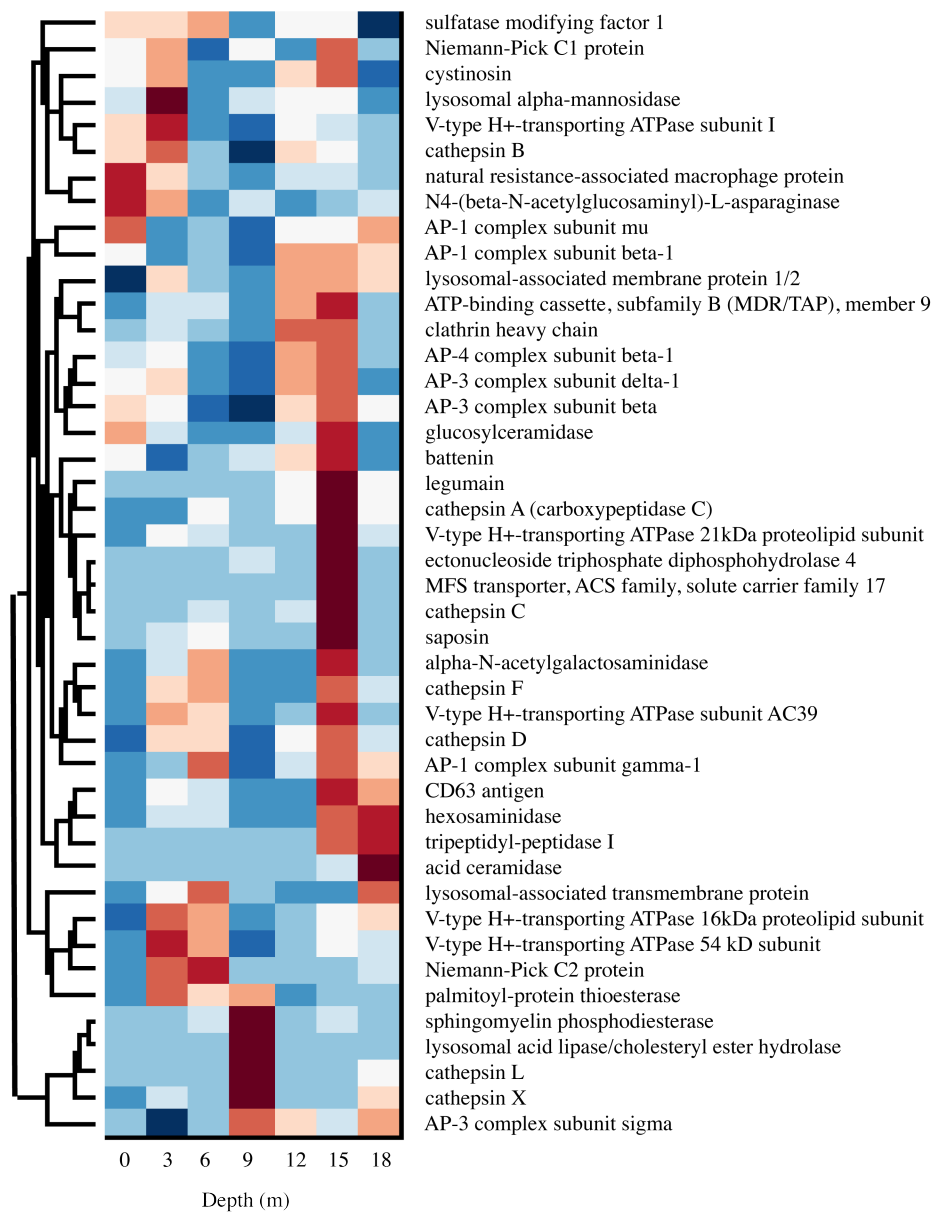 sulfatase modifying factor 1
Niemann-Pick C1 protein
cystinosin
lysosomal alpha-mannosidase
V-type H+-transporting ATPase subunit I
cathepsin B
natural resistance-associated macrophage protein
N4-(beta-N-acetylglucosaminyl)-L-asparaginase
AP-1 complex subunit mu
AP-1 complex subunit beta-1
lysosomal-associated membrane protein 1/2
ATP-binding cassette, subfamily B (MDR/TAP), member 9
clathrin heavy chain
AP-4 complex subunit beta-1
AP-3 complex subunit delta-1
AP-3 complex subunit beta
glucosylceramidase
battenin
legumain
cathepsin A (carboxypeptidase C)
V-type H+-transporting ATPase 21kDa proteolipid subunit
ectonucleoside triphosphate diphosphohydrolase 4
MFS transporter, ACS family, solute carrier family 17
cathepsin C
saposin
alpha-N-acetylgalactosaminidase
cathepsin F
V-type H+-transporting ATPase subunit AC39
cathepsin D
AP-1 complex subunit gamma-1
CD63 antigen
hexosaminidase
tripeptidyl-peptidase I
acid ceramidase
lysosomal-associated transmembrane protein
V-type H+-transporting ATPase 16kDa proteolipid subunit
V-type H+-transporting ATPase 54 kD subunit
Niemann-Pick C2 protein
palmitoyl-protein thioesterase
sphingomyelin phosphodiesterase
lysosomal acid lipase/cholesteryl ester hydrolase
cathepsin L
cathepsin X
AP-3 complex subunit sigma
0 3 6 9 12 15 18
Depth (m)